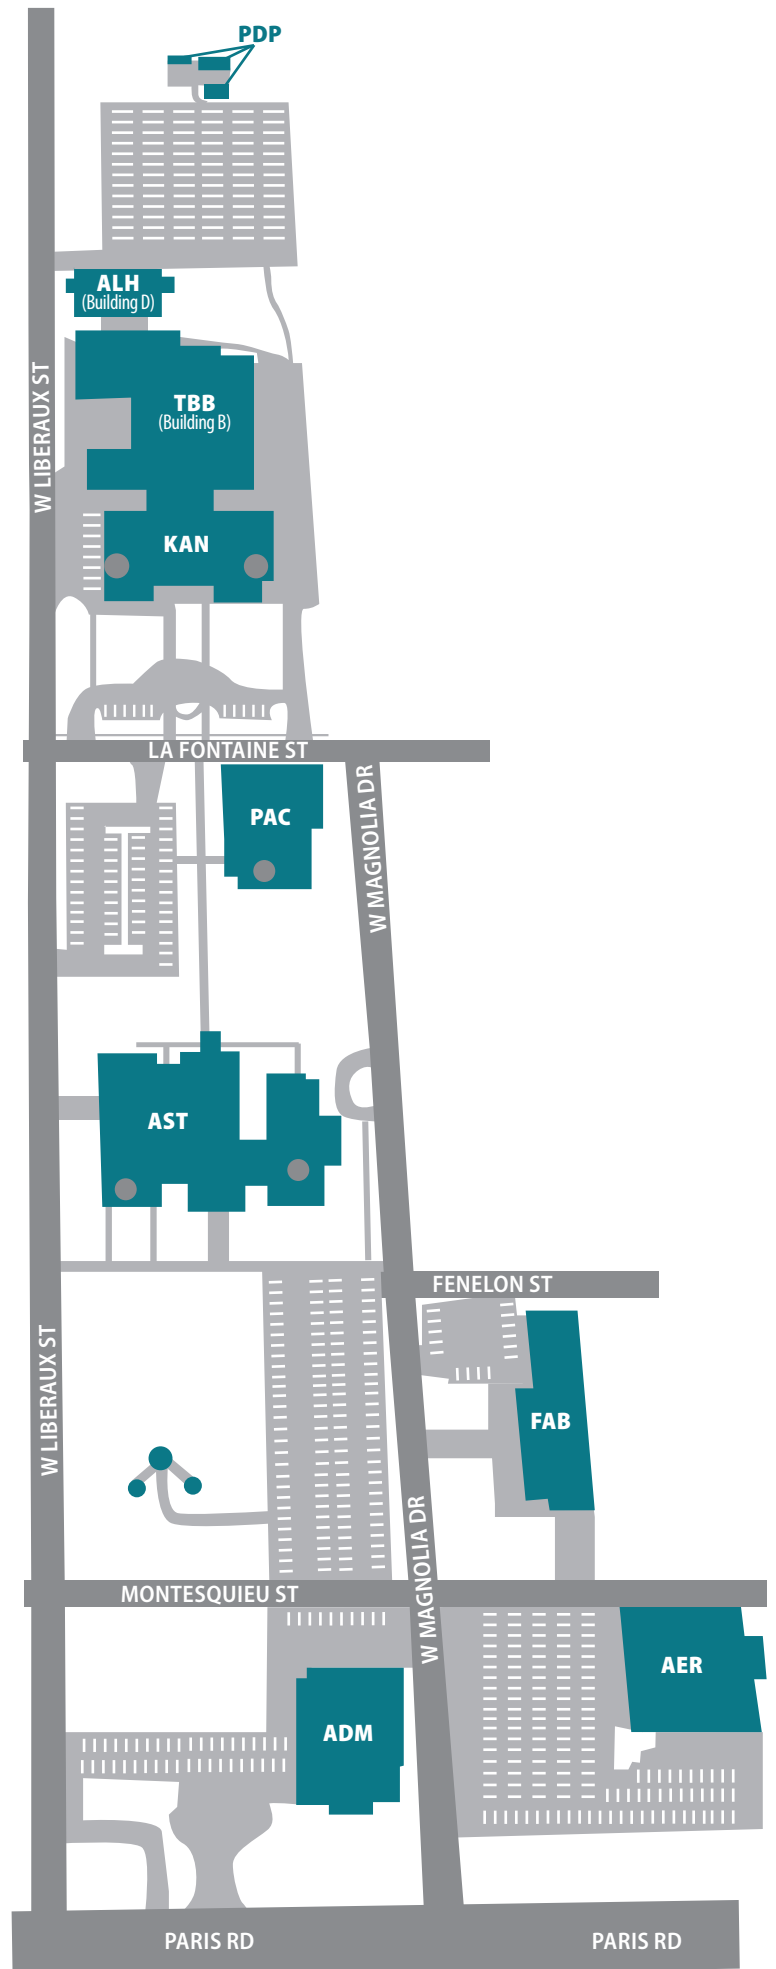 PDP
ALH
(Building D)
W LIBERAUX ST
TBB
(Building B)
KAN
LA FONTAINE ST
PAC
W MAGNOLIA DR
AST
FENELON ST
W LIBERAUX ST
FAB
W MAGNOLIA DR
MONTESQUIEU ST
AER
ADM
PARIS RD
PARIS RD